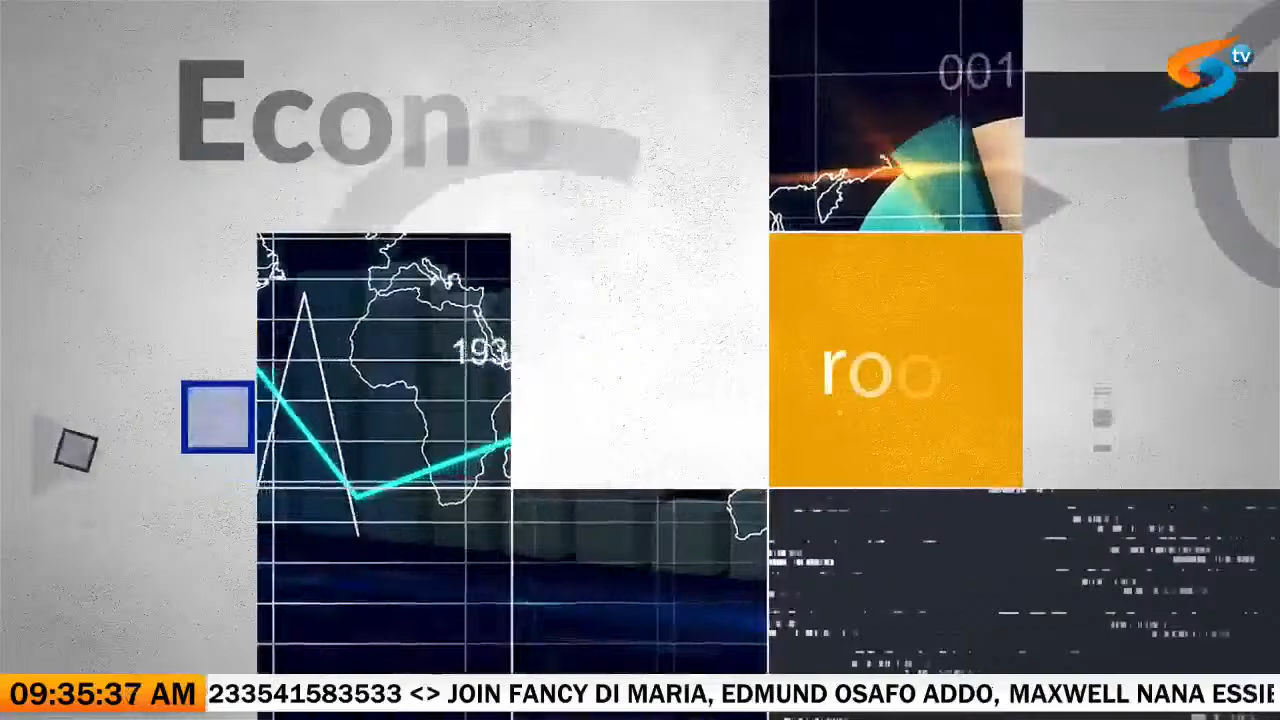 Econo
001
tv
193
roo
09:35:37 AM
233541583533 <> JOIN FANCY DI MARIA, EDMUND OSAFO ADDO, MAXWELL NANA ESSIE